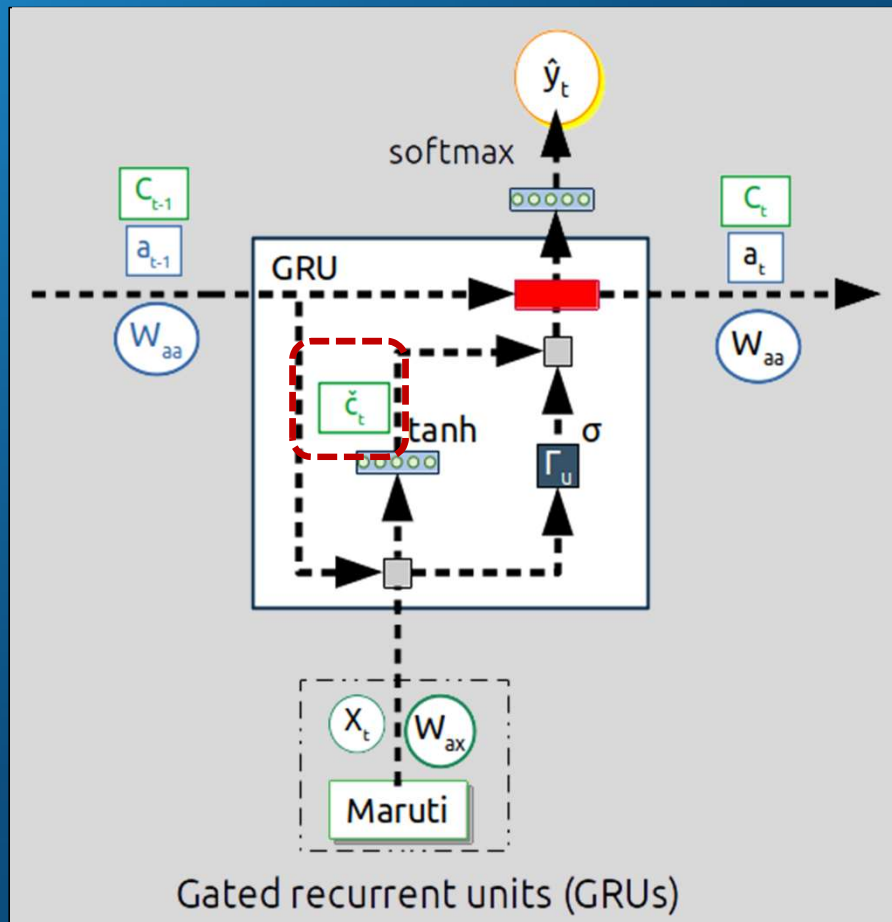 ŷt
softmax
Ct-1
at-1
Waa
GRU
Ct
at
Waa
čt
tanh
σ
Γu
Xt
Wax
Maruti
Gated recurrent units (GRUs)